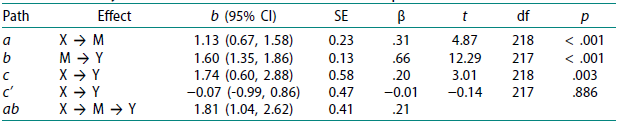 Path Effect b (95% CI) SE β t df p
a X → M 1.13 (0.67, 1.58) 0.23 .31 4.87 218 < .001
b M → Y 1.60 (1.35, 1.86) 0.13 .66 12.29 217 < .001
c X → Y 1.74 (0.60, 2.88) 0.58 .20 3.01 218 .003
c′ X → Y −0.07 (-0.99, 0.86) 0.47 −0.01 −0.14 217 .886
ab X → M → Y 1.81 (1.04, 2.62) 0.41 .21